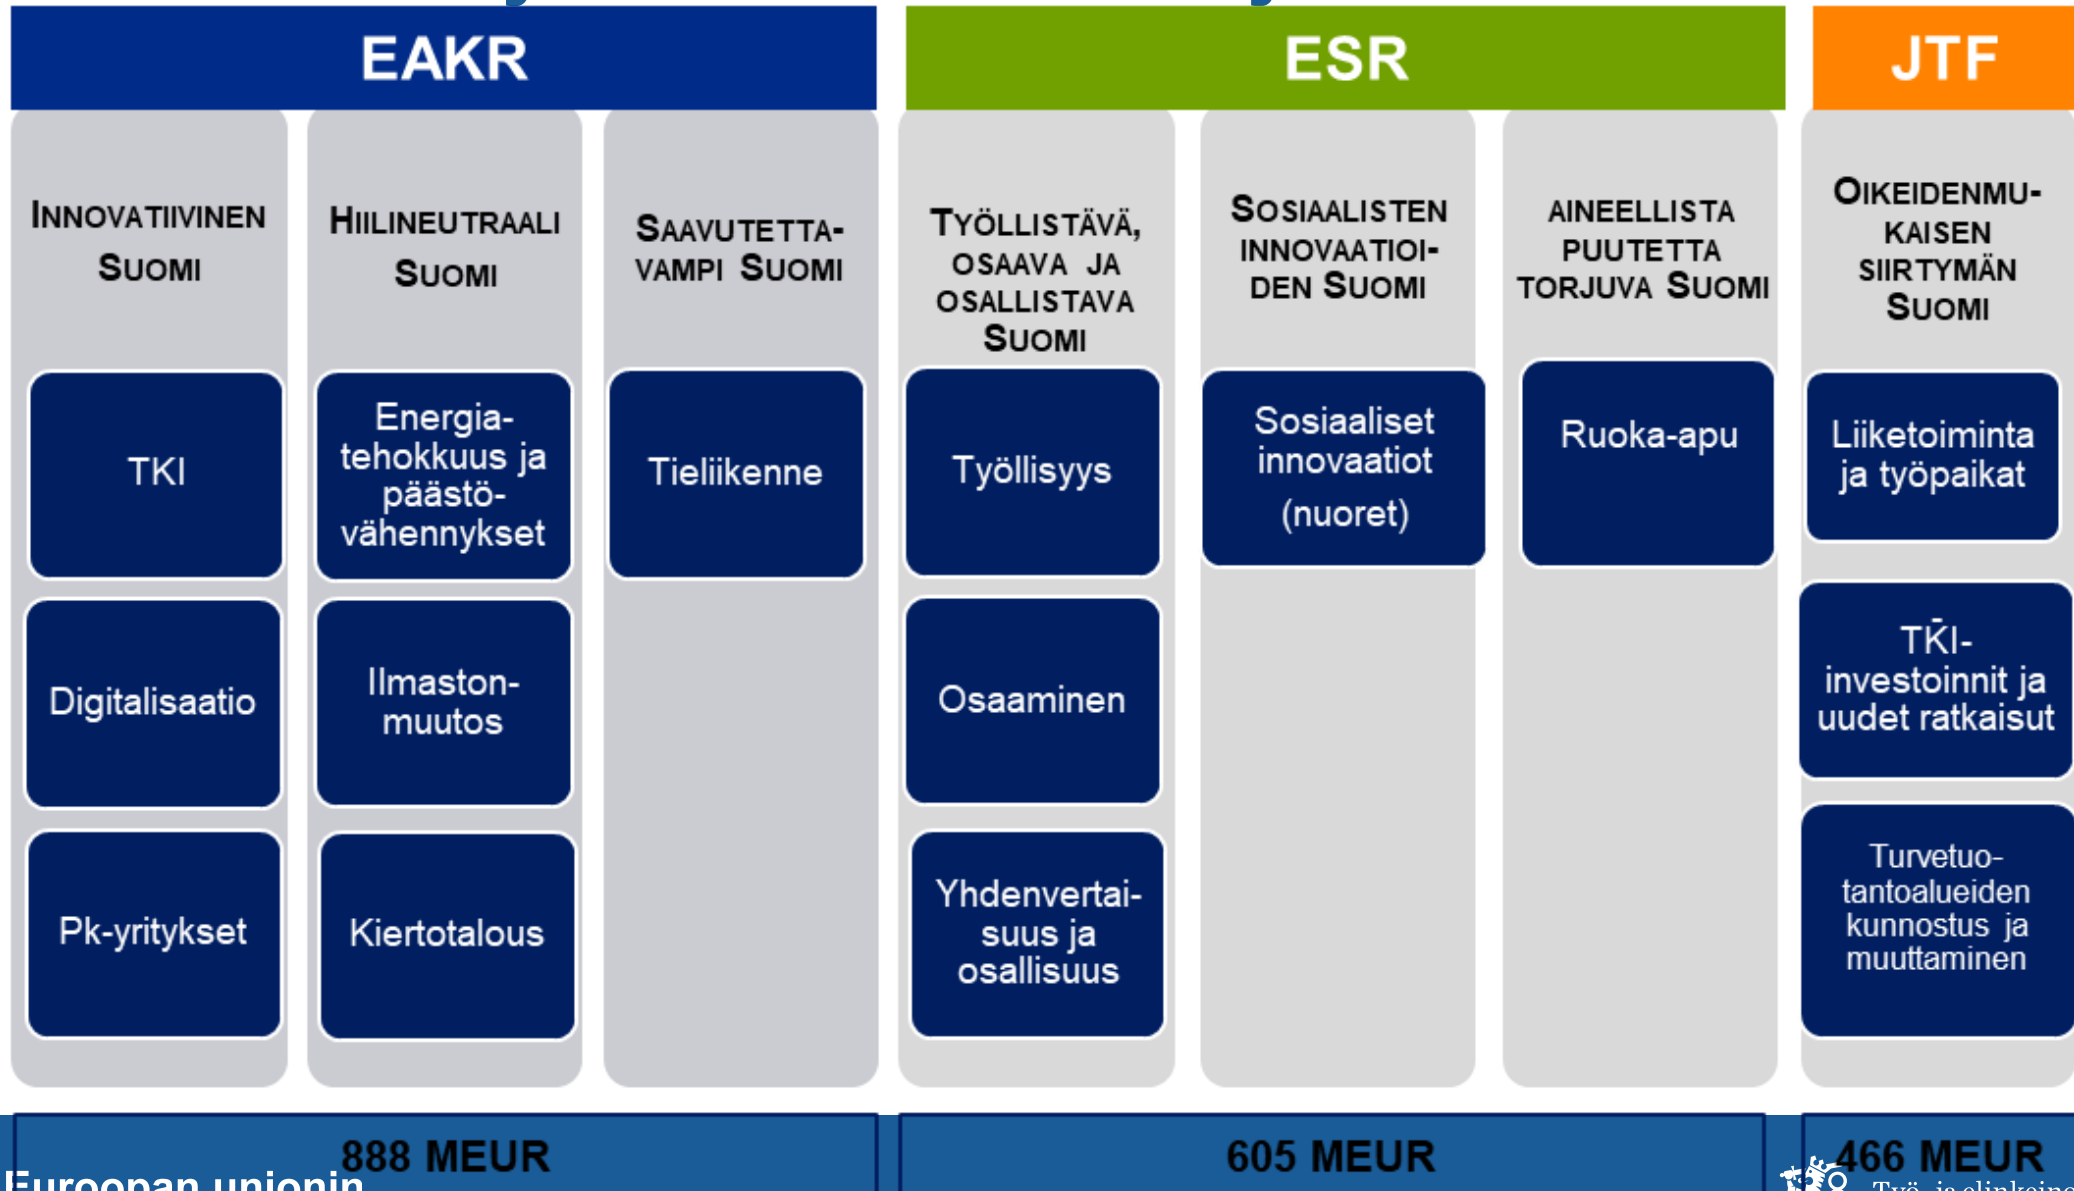 EAKR
ESR
JTF
INNOVATIIVINEN
SUOMI
HIILINEUTRAALI
SUOMI
SAAVUTETTA-
VAMPI SUOMI
TYÖLLISTÄVÄ,
OSAAVA JA
OSALLISTAVA
SUOMI
SOSIAALISTEN
INNOVAATIOI-
DEN SUOMI
AINEELLISTA
PUUTETTA
TORJUVA SUOMI
OIKEIDENMU-
KAISEN
SIIRTYMÄN
SUOMI
TKI
Digitalisaatio
Pk-yritykset
Energia-
tehokkuus ja
päästö-
vähennykset
Ilmaston-
muutos
Kiertotalous
Tieliikenne
Työllisyys
Osaaminen
Yhdenvertai-
suus ja
osallisuus
Sosiaaliset
innovaatiot
(nuoret)
Ruoka-apu
Liiketoiminta
ja työpaikat
TKI-
investoinnit ja
uudet ratkaisut
Turvetuo-
tantoalueiden
kunnostus ja
muuttaminen
888 MEUR
605 MEUR
466 MEUR
Euroopan unionin
Työ- ja elinkeino